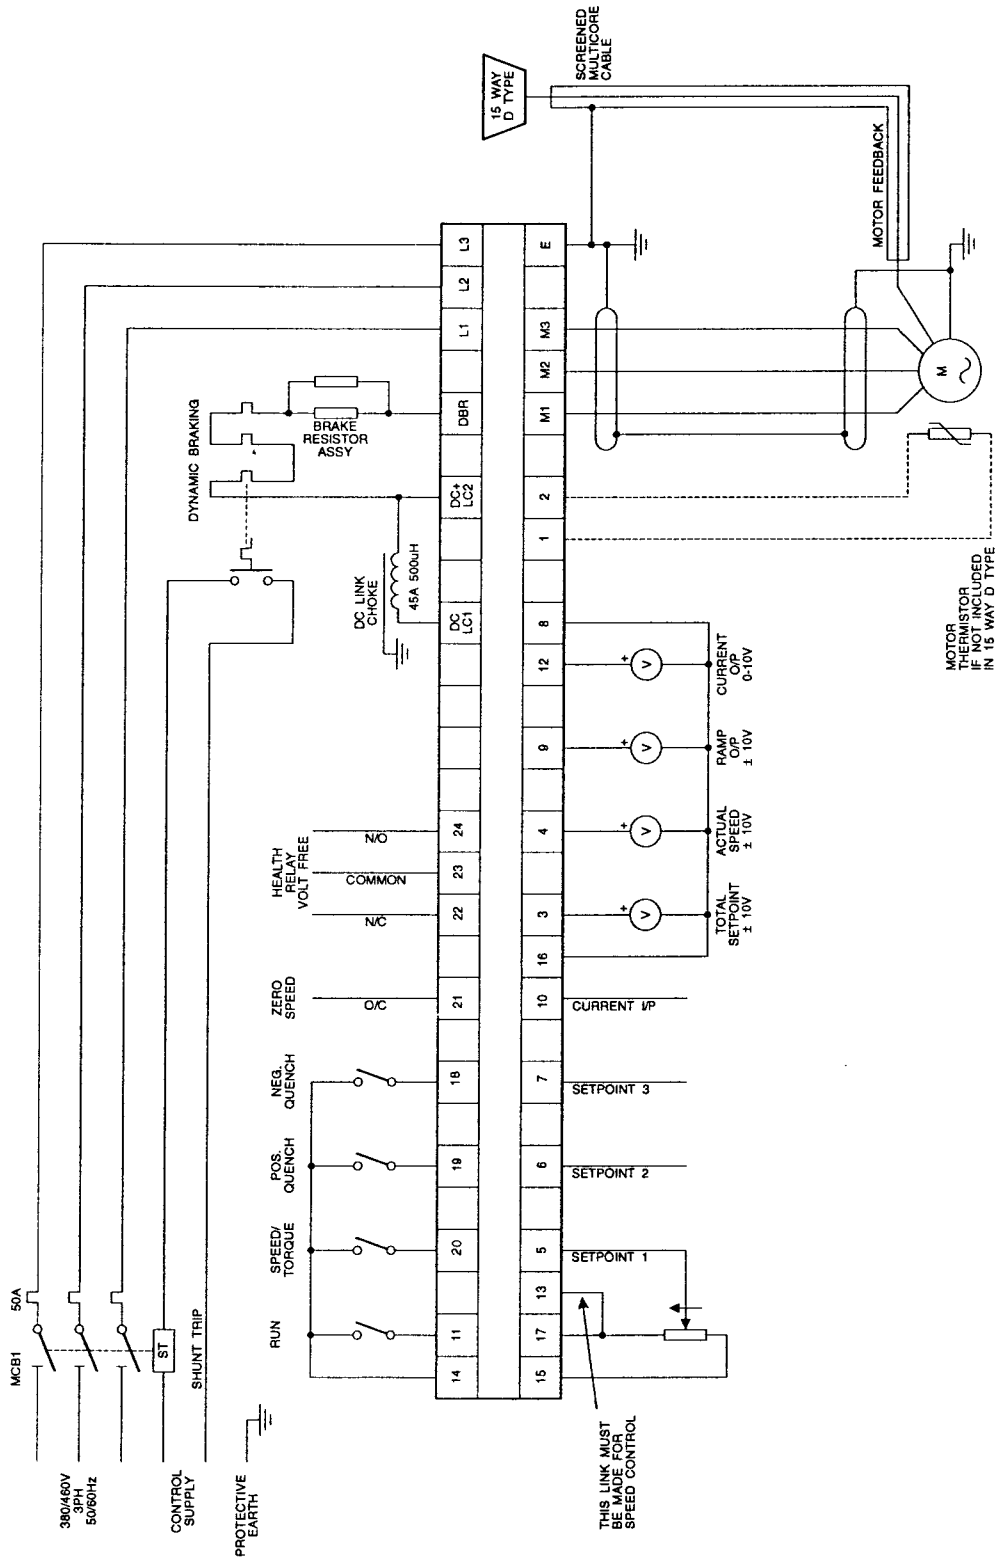 380/460V
3PH
50/60Hz
MCB1
50A
CONTROL
SUPPLY
ST
SHUNT TRIP
PROTECTIVE
EARTH
RUN
SPEED/
TORQUE
POS.
QUENCH
NEG.
QUENCH
ZERO
SPEED
O/C
HEALTH
RELAY
VOLT FREE
N/C
COMMON
N/O
DC LINK
CHOKE
45A 500uH
DYNAMIC BRAKING
BRAKE
RESISTOR
ASSY
14
11
20
19
18
21
22
23
24
DC
LC1
DC+
LC2
DBR
L1
L2
L3
15
17
13
5
6
7
10
16
3
4
9
12
8
1
2
M1
M2
M3
E
THIS LINK MUST
BE MADE FOR
SPEED CONTROL
SETPOINT 1
SETPOINT 2
SETPOINT 3
CURRENT I/P
+
V
TOTAL
SETPOINT
± 10V
+
V
ACTUAL
SPEED
± 10V
+
V
RAMP
O/P
± 10V
+
V
CURRENT
O/P
0-10V
MOTOR
THERMISTOR
IF NOT INCLUDED
IN 15 WAY D TYPE
M
MOTOR FEEDBACK
15 WAY
D TYPE
SCREENED
MULTICORE
CABLE